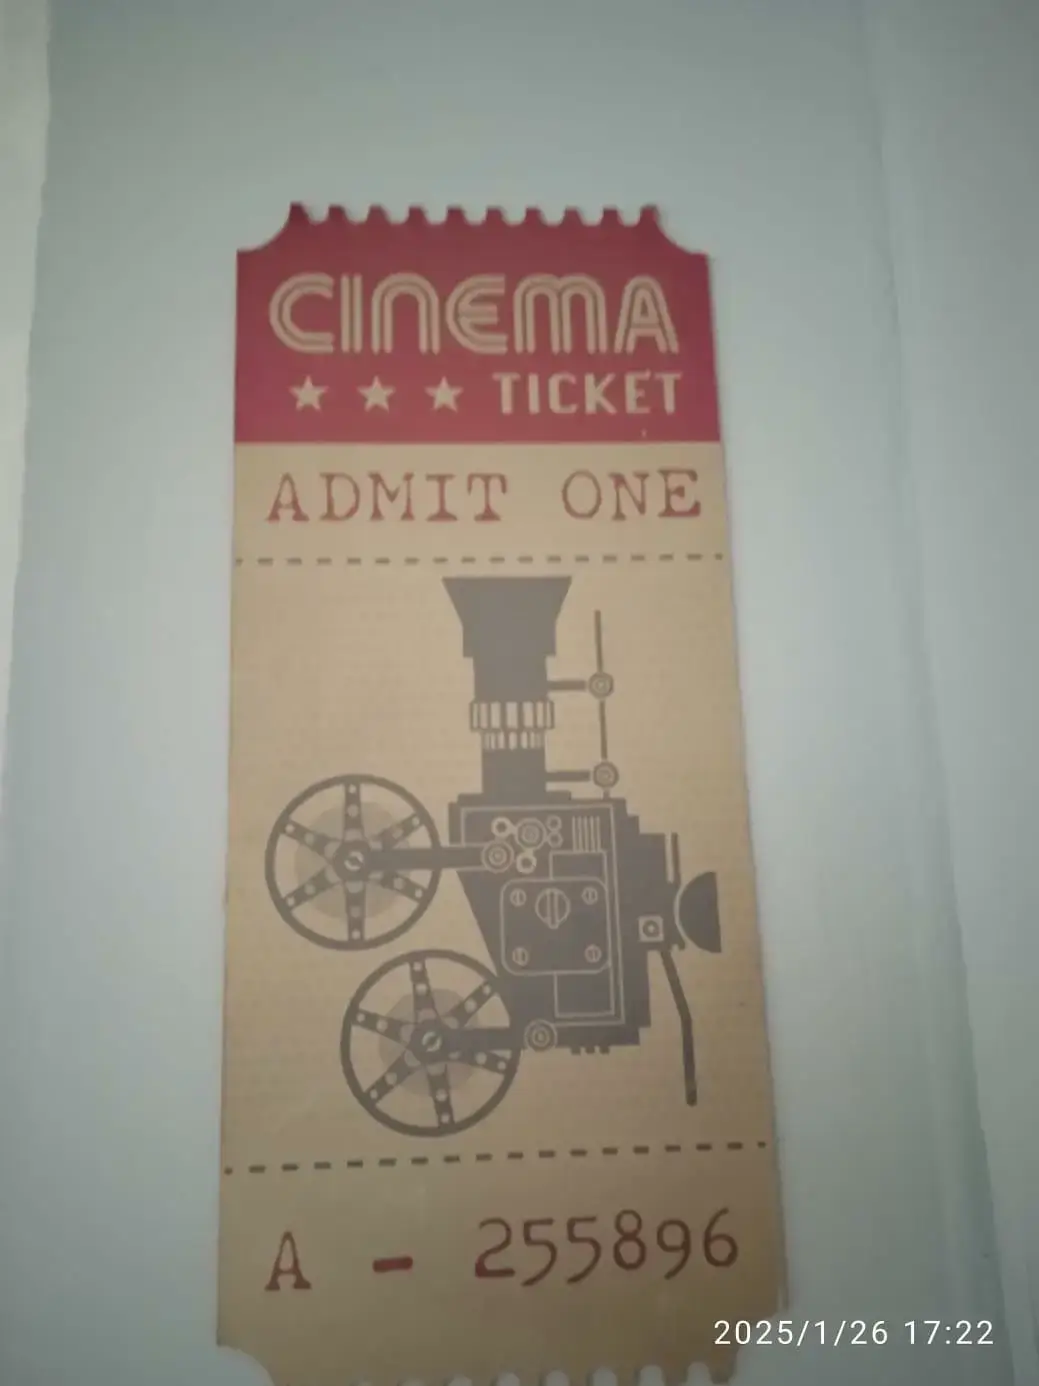 CINEMA
★ ★ ★ TICKET
ADMIT ONE
A - 255896
2025/1/26 17:22